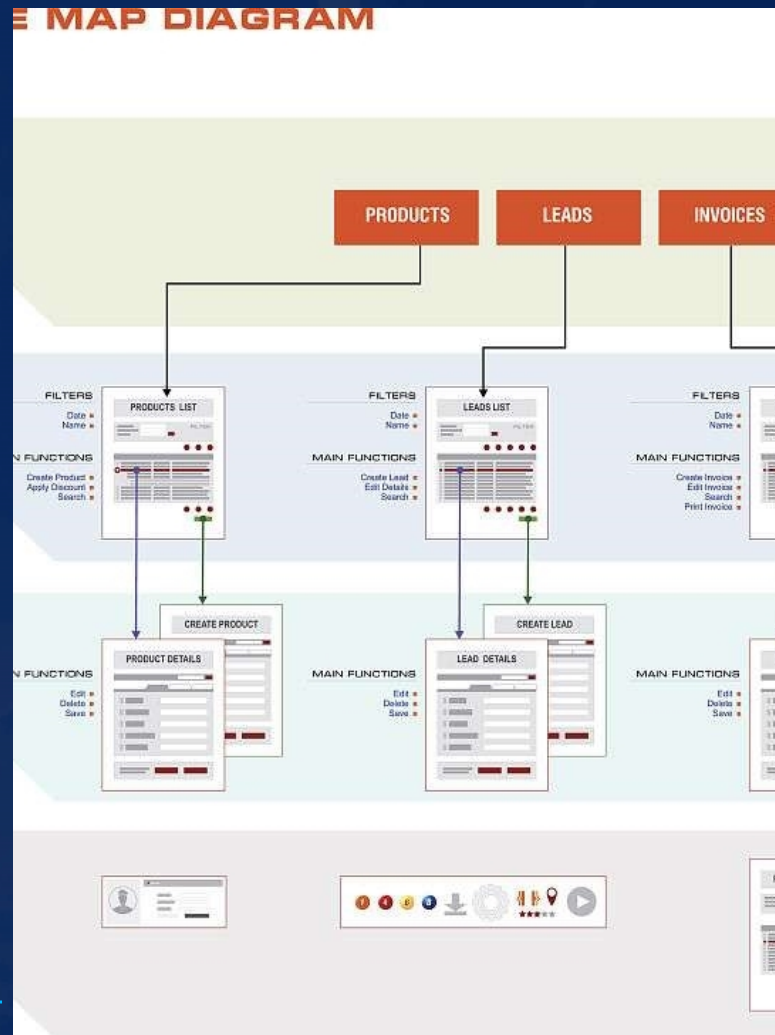 E MAP DIAGRAM
PRODUCTS
LEADS
INVOICES
FILTERS
Date
Name
N FUNCTIONS
Create Product
Apply Discount
Search
PRODUCTS LIST
FILTER
FILTERS
Date
Name
MAIN FUNCTIONS
Create Lead
Edit Details
Search
LEADS LIST
FILTER
FILTERS
Date
Name
MAIN FUNCTIONS
Create Invoice
Edit Invoice
Search
Print Invoice
CREATE PRODUCT
PRODUCT DETAILS
N FUNCTIONS
Edit
Delete
Save
CREATE LEAD
LEAD DETAILS
MAIN FUNCTIONS
Edit
Delete
Save
MAIN FUNCTIONS
Edit
Delete
Save